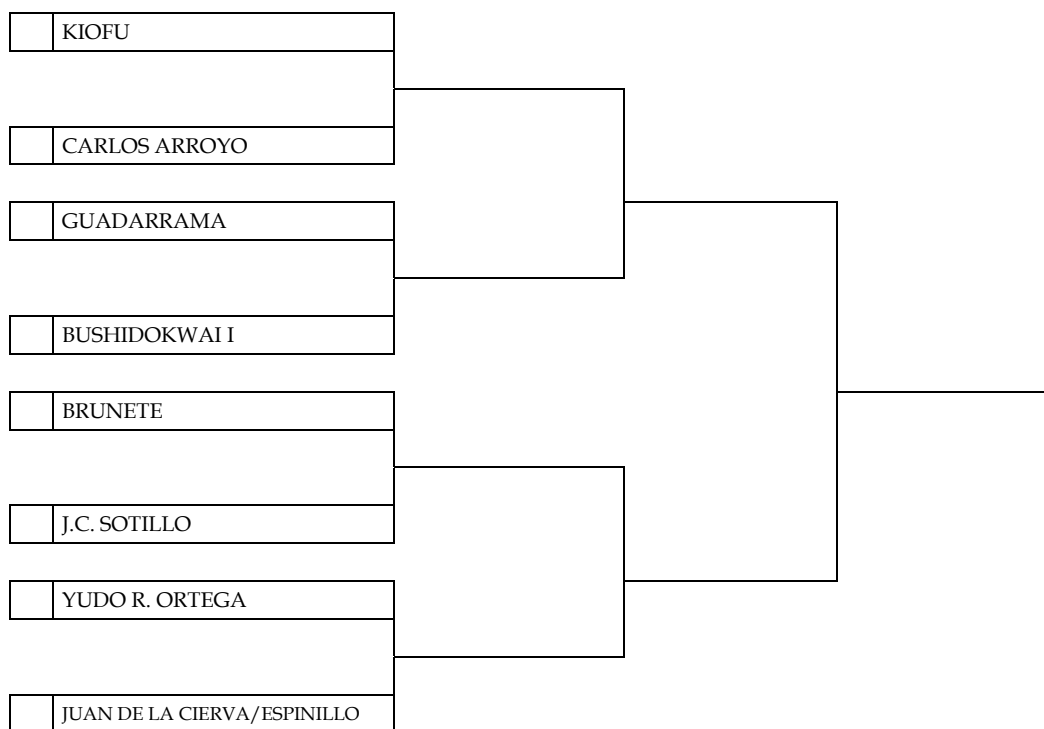 KIOFU
CARLOS ARROYO
GUADARRAMA
BUSHIDOKWAI I
BRUNETE
J.C. SOTILLO
YUDO R. ORTEGA
JUAN DE LA CIERVA/ESPINILLO